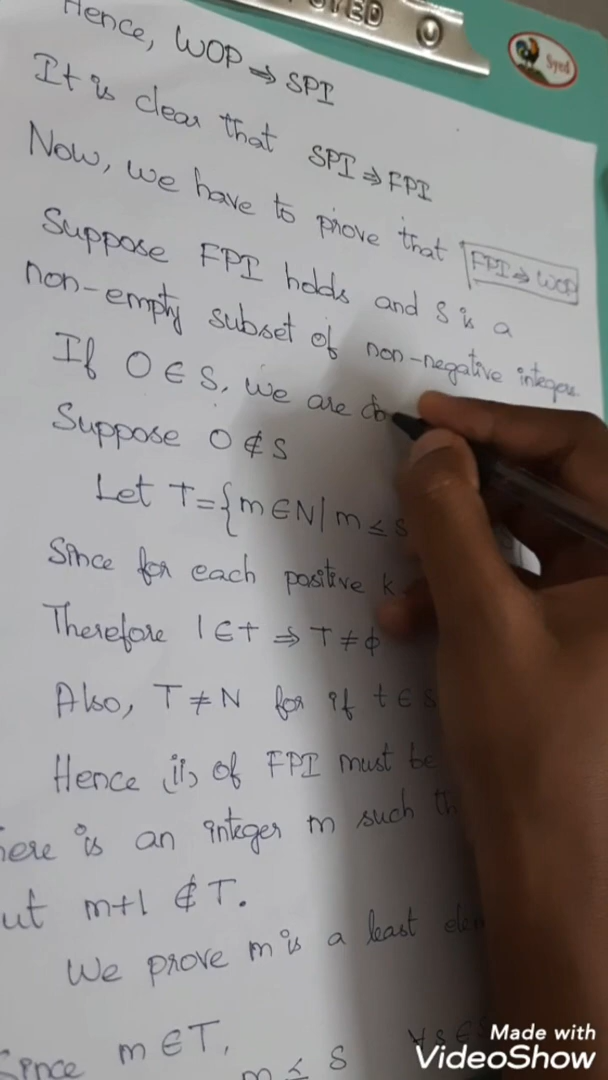 O
Syed
Hence, WOP ⇒ SPI
It is clear that SPI ⇒ FPI
Now, we have to prove that FPI ⇒ WOP
Suppose FPI holds and S is a
non-empty subset of non-negative integers
If O ∈ S, we are
Suppose O ∉ S
Let T = {m ∈ N | m ≤ s
Since for each positive k
Therefore 1 ∈ T ⇒ T ≠ ϕ
Also, T ≠ N for if t ∈ S
Hence (ii) of FPI must be
is an integer m such
m+1 ∉ T.
We prove m is a least
Since m ∈ T,
m ≤ s ∀ s ∈ S
Made with
VideoShow